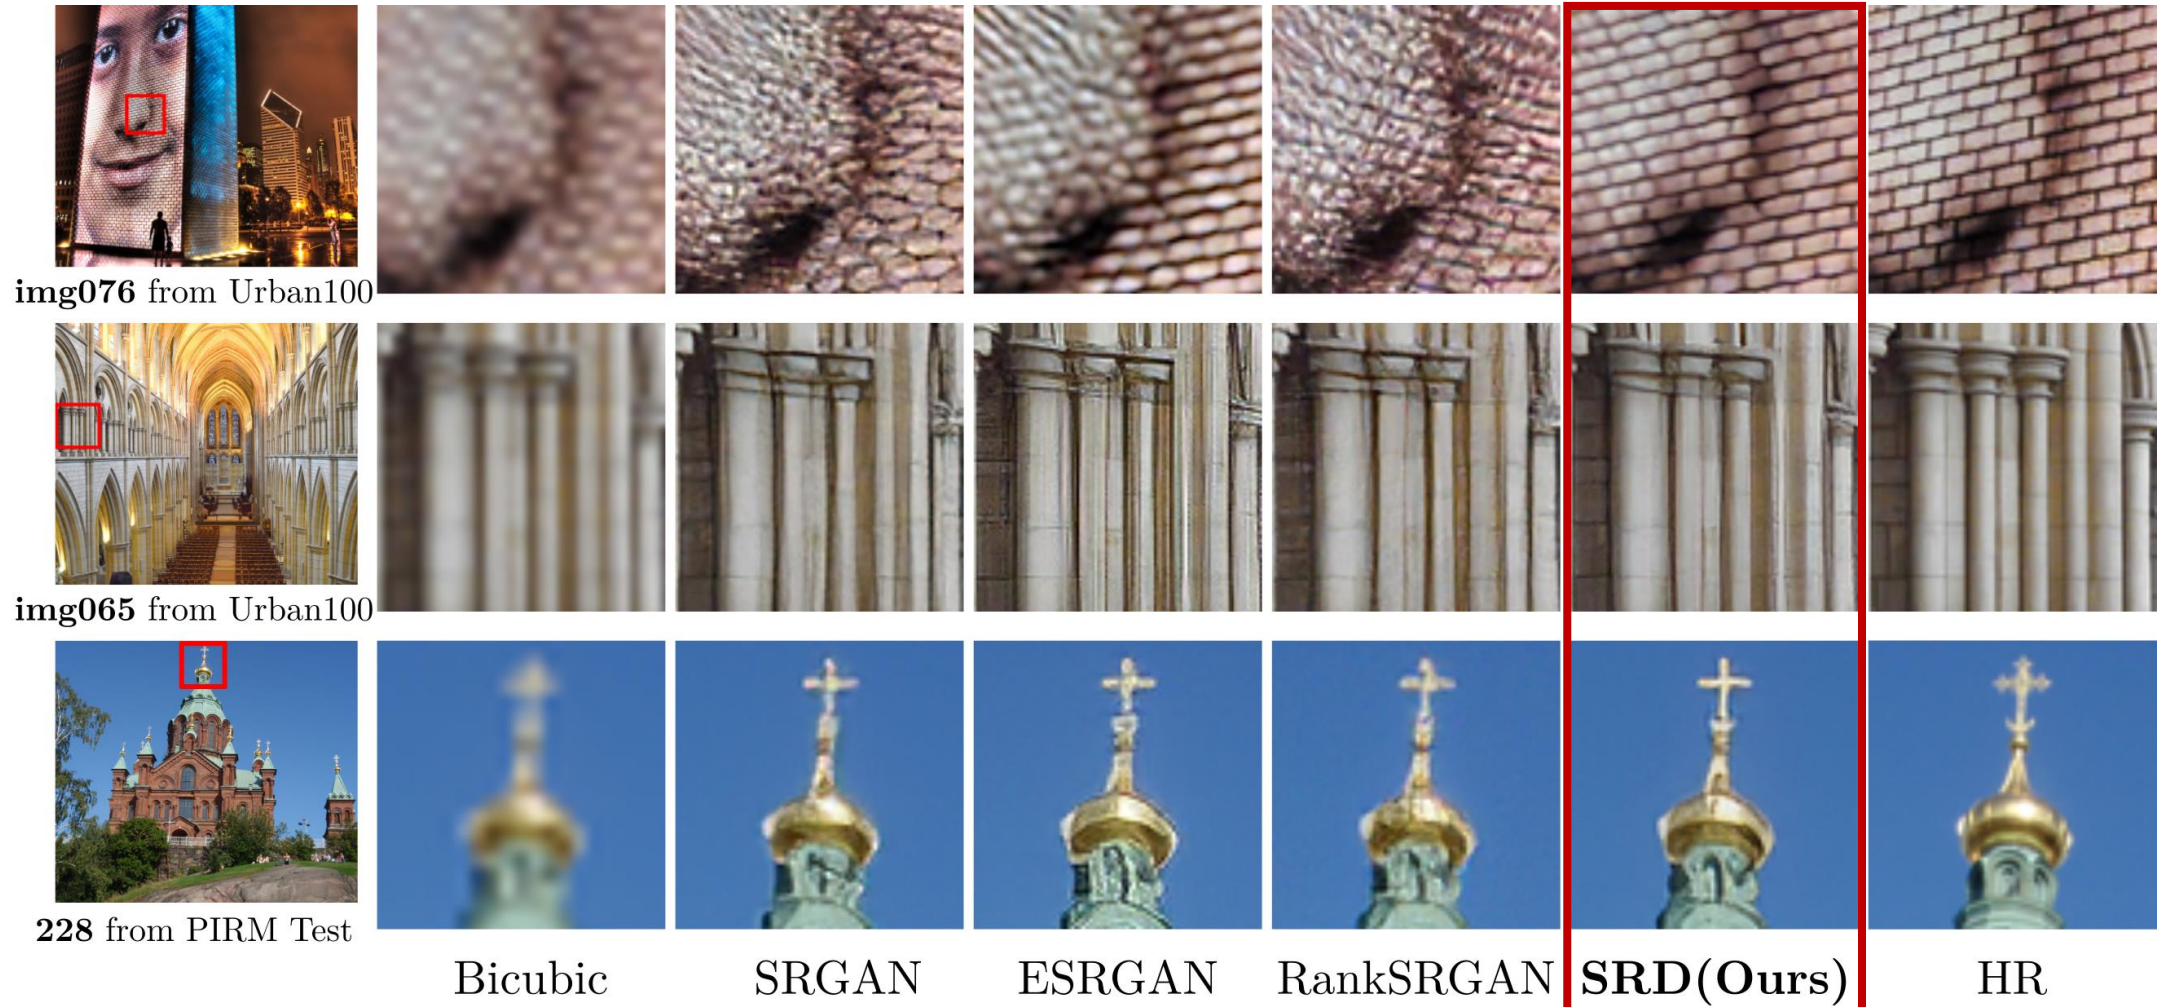 img076 from Urban100
img065 from Urban100
228 from PIRM Test
Bicubic SRGAN ESRGAN RankSRGAN SRD(Ours) HR